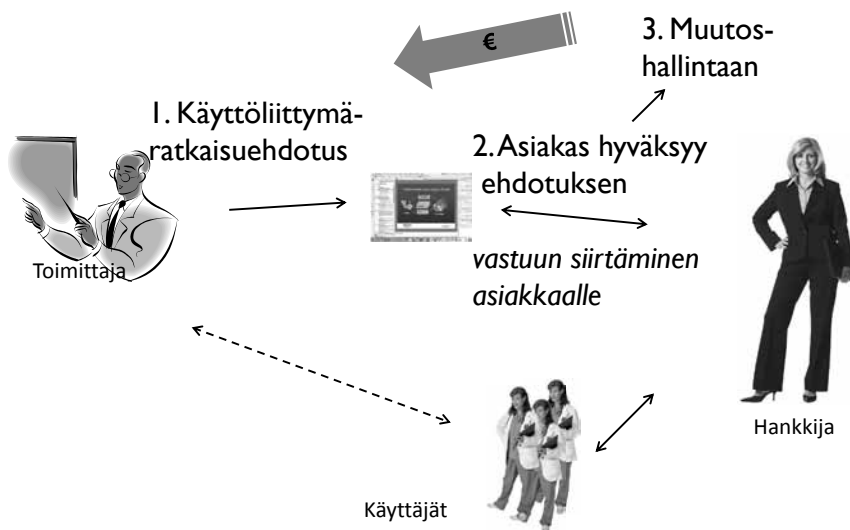 €
3. Muutos-
hallintaan
1. Käyttöliittymä-
ratkaisuehdotus
2. Asiakas hyväksyy
ehdotuksen
vastuun siirtäminen
asiakkaalle
Toimittaja
Hankkija
Käyttäjät